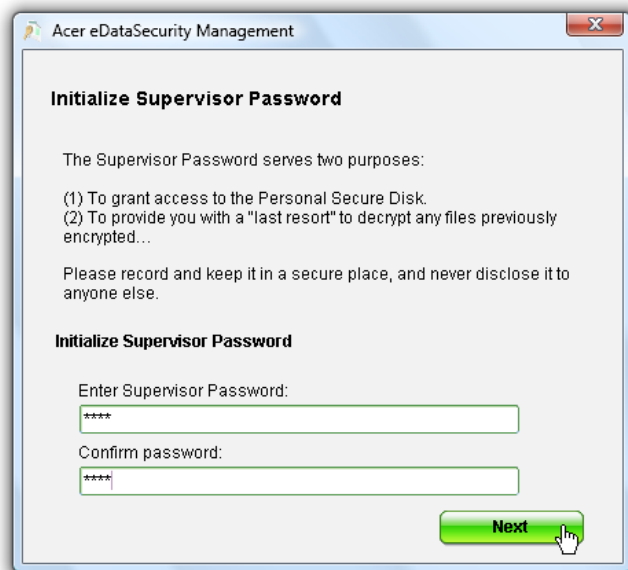 Acer eDataSecurity Management
Initialize Supervisor Password
The Supervisor Password serves two purposes:
(1) To grant access to the Personal Secure Disk.
(2) To provide you with a "last resort" to decrypt any files previously
encrypted...
Please record and keep it in a secure place, and never disclose it to
anyone else.
Initialize Supervisor Password
Enter Supervisor Password:
****
Confirm password:
****
Next